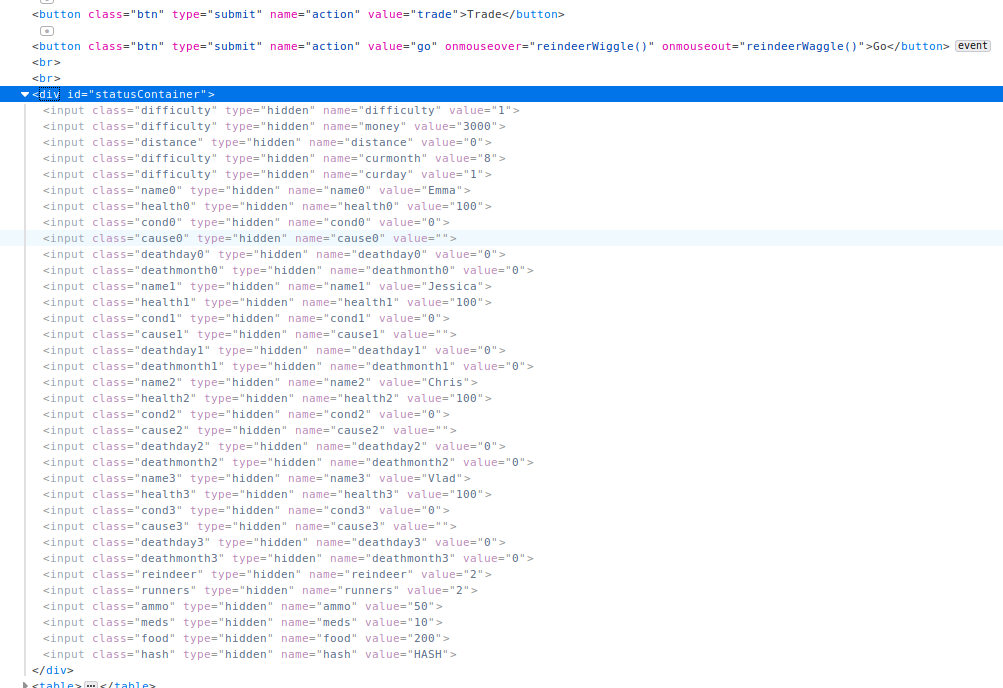 <button class="btn" type="submit" name="action" value="trade">Trade</button>
<button class="btn" type="submit" name="action" value="go" onmouseover="reindeerWiggle()" onmouseout="reindeerWaggle()">Go</button> event
<br>
<br>
<div id="statusContainer">
<input class="difficulty" type="hidden" name="difficulty" value="1">
<input class="difficulty" type="hidden" name="money" value="3000">
<input class="distance" type="hidden" name="distance" value="0">
<input class="difficulty" type="hidden" name="curmonth" value="8">
<input class="difficulty" type="hidden" name="curday" value="1">
<input class="name0" type="hidden" name="name0" value="Emma">
<input class="health0" type="hidden" name="health0" value="100">
<input class="cond0" type="hidden" name="cond0" value="0">
<input class="cause0" type="hidden" name="cause0" value="">
<input class="deathday0" type="hidden" name="deathday0" value="0">
<input class="deathmonth0" type="hidden" name="deathmonth0" value="0">
<input class="name1" type="hidden" name="name1" value="Jessica">
<input class="health1" type="hidden" name="health1" value="100">
<input class="cond1" type="hidden" name="cond1" value="0">
<input class="cause1" type="hidden" name="cause1" value="">
<input class="deathday1" type="hidden" name="deathday1" value="0">
<input class="deathmonth1" type="hidden" name="deathmonth1" value="0">
<input class="name2" type="hidden" name="name2" value="Chris">
<input class="health2" type="hidden" name="health2" value="100">
<input class="cond2" type="hidden" name="cond2" value="0">
<input class="cause2" type="hidden" name="cause2" value="">
<input class="deathday2" type="hidden" name="deathday2" value="0">
<input class="deathmonth2" type="hidden" name="deathmonth2" value="0">
<input class="name3" type="hidden" name="name3" value="Vlad">
<input class="health3" type="hidden" name="health3" value="100">
<input class="cond3" type="hidden" name="cond3" value="0">
<input class="cause3" type="hidden" name="cause3" value="">
<input class="deathday3" type="hidden" name="deathday3" value="0">
<input class="deathmonth3" type="hidden" name="deathmonth3" value="0">
<input class="reindeer" type="hidden" name="reindeer" value="2">
<input class="runners" type="hidden" name="runners" value="2">
<input class="ammo" type="hidden" name="ammo" value="50">
<input class="meds" type="hidden" name="meds" value="10">
<input class="food" type="hidden" name="food" value="200">
<input class="hash" type="hidden" name="hash" value="HASH">
</div>
<table>…</table>